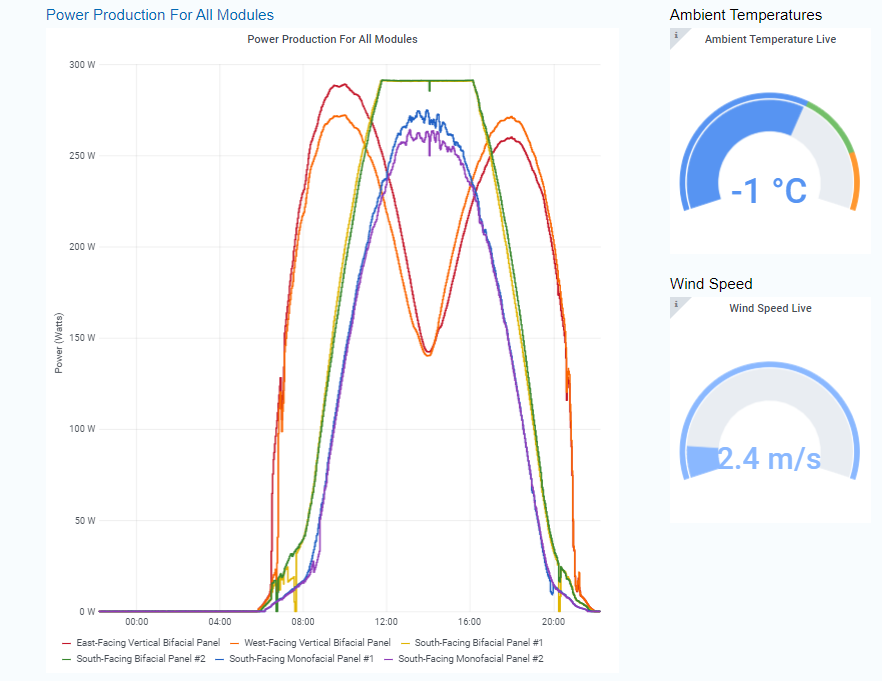 Power Production For All Modules
Power Production For All Modules
300 W
250 W
200 W
150 W
100 W
50 W
0 W
Power (Watts)
00:00 04:00 08:00 12:00 16:00 20:00
East-Facing Vertical Bifacial Panel West-Facing Vertical Bifacial Panel South-Facing Bifacial Panel #1
South-Facing Bifacial Panel #2 South-Facing Monofacial Panel #1 South-Facing Monofacial Panel #2
Ambient Temperatures
i
Ambient Temperature Live
-1 °C
Wind Speed
i
Wind Speed Live
2.4 m/s